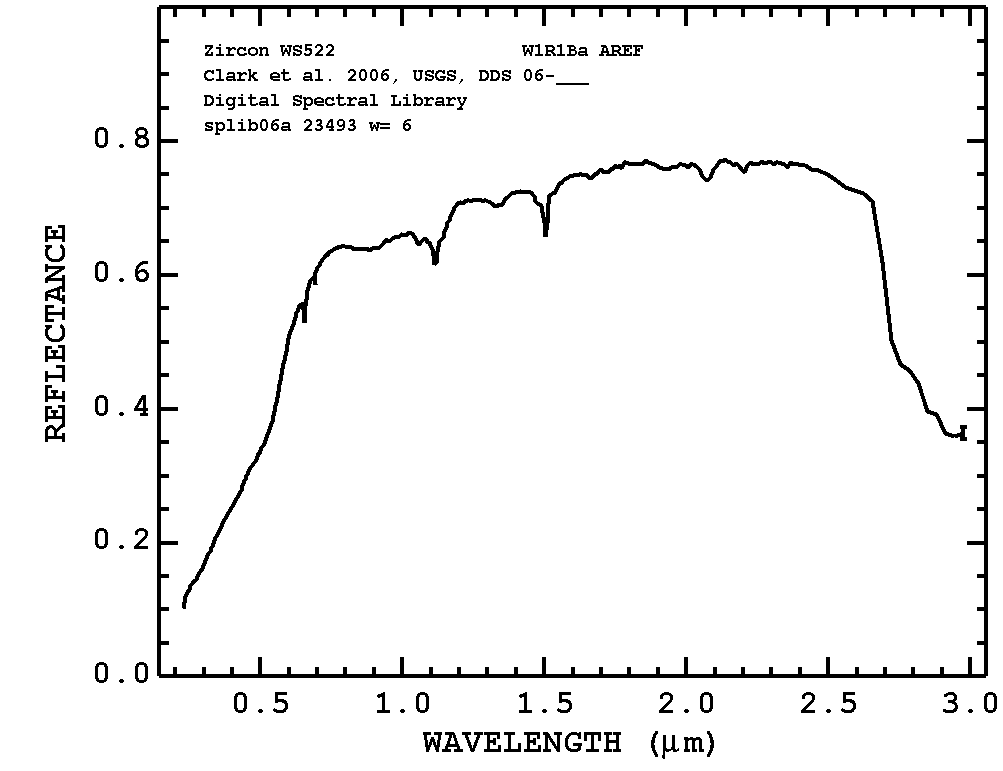 Zircon WS522 W1R1Ba AREF
Clark et al. 2006, USGS, DDS 06-___
Digital Spectral Library
splib06a 23493 w= 6
0.8
0.6
0.4
0.2
0.0
REFLECTANCE
0.5 1.0 1.5 2.0 2.5 3.0
WAVELENGTH (μm)